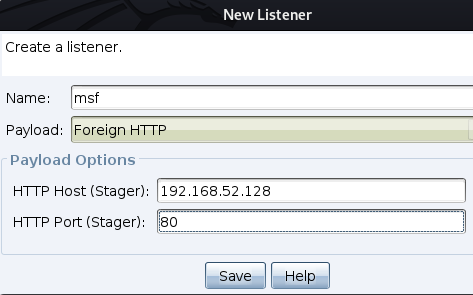 New Listener
Create a listener.
Name: msf
Payload: Foreign HTTP
Payload Options
HTTP Host (Stager): 192.168.52.128
HTTP Port (Stager): 80
Save Help